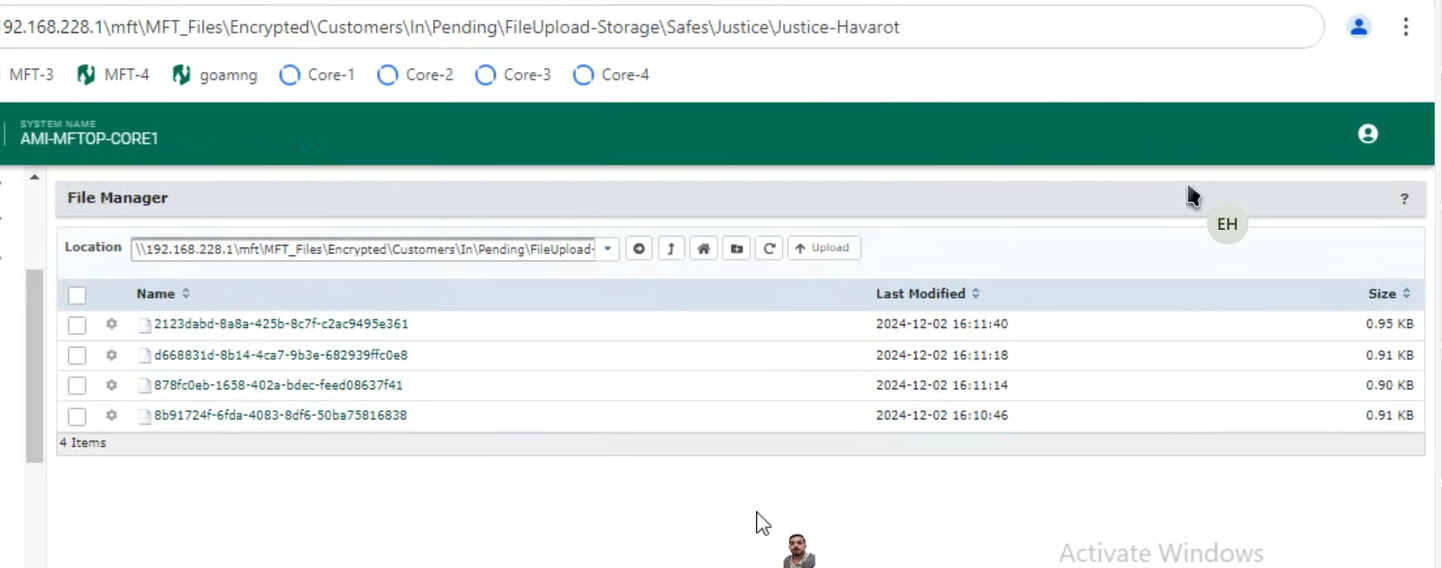 92.168.228.1\mft\MFT_Files\Encrypted\Customers\In\Pending\FileUpload-Storage\Safes\Justice\Justice-Havarot
MFT-3 MFT-4 goamng Core-1 Core-2 Core-3 Core-4
SYSTEM NAME
AMI-MFTOP-CORE1
File Manager ?
EH
Location \\192.168.228.1\mft\MFT_Files\Encrypted\Customers\In\Pending\FileUpload- Upload
Name Last Modified Size
2123dabd-8a8a-425b-8c7f-c2ac9495e361 2024-12-02 16:11:40 0.95 KB
d668831d-8b14-4ca7-9b3e-682939ffc0e8 2024-12-02 16:11:18 0.91 KB
878fc0eb-1658-402a-bdec-feed08637f41 2024-12-02 16:11:14 0.90 KB
8b91724f-6fda-4083-8df6-50ba75816838 2024-12-02 16:10:46 0.91 KB
4 Items
Activate Windows